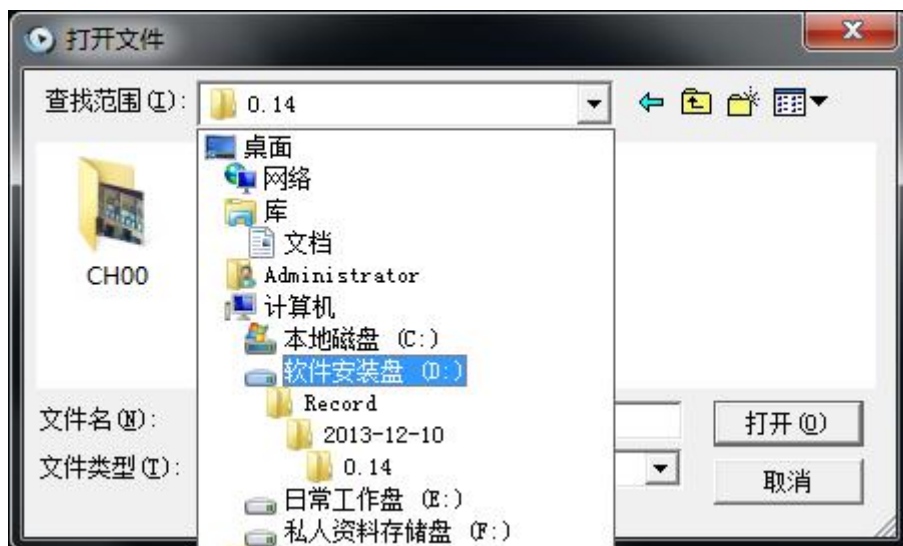 打开文件
查找范围(I):
0.14
桌面
网络
库
文档
Administrator
计算机
本地磁盘 (C:)
软件安装盘 (D:)
Record
2013-12-10
0.14
日常工作盘 (E:)
私人资料存储盘 (F:)
CH00
文件名(N):
打开(O)
文件类型(T):
取消